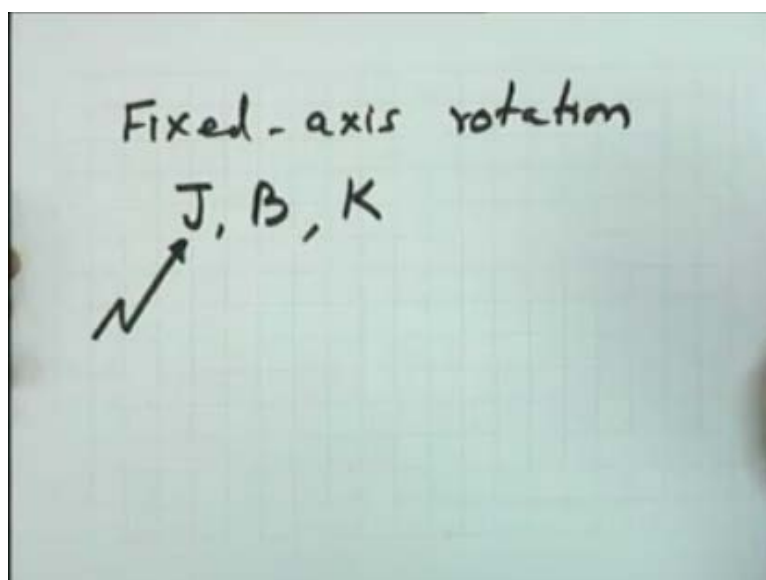 Fixed-axis rotation
J, B, K